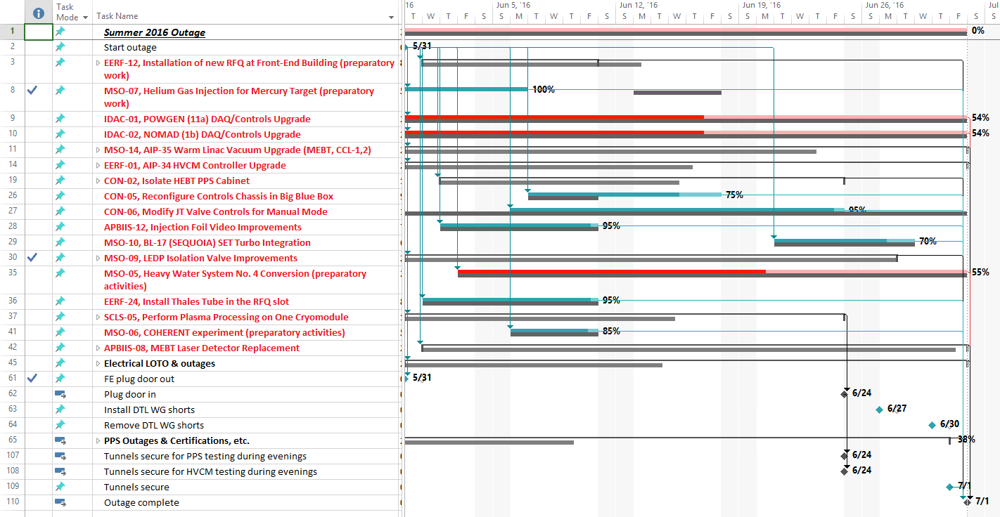 Task Mode
Task Name
16
Jun 5, '16
Jun 12, '16
Jun 19, '16
Jun 26, '16
Jul
T W T F S S M T W T F S S M T W T F S S M T W T F S S M T W T F S S
1 Summer 2016 Outage 0%
2 Start outage 5/31
3 EERF-12, Installation of new RFQ at Front-End Building (preparatory
work)
8 MSO-07, Helium Gas Injection for Mercury Target (preparatory 100%
work)
9 IDAC-01, POWGEN (11a) DAQ/Controls Upgrade 54%
10 IDAC-02, NOMAD (1b) DAQ/Controls Upgrade 54%
11 MSO-14, AIP-35 Warm Linac Vacuum Upgrade (MEBT, CCL-1,2)
14 EERF-01, AIP-34 HVCM Controller Upgrade
19 CON-02, Isolate HEBT PPS Cabinet
26 CON-05, Reconfigure Controls Chassis in Big Blue Box 75%
27 CON-06, Modify JT Valve Controls for Manual Mode 95%
28 APBIIS-12, Injection Foil Video Improvements 95%
29 MSO-10, BL-17 (SEQUOIA) SET Turbo Integration 70%
30 MSO-09, LEDP Isolation Valve Improvements
35 MSO-05, Heavy Water System No. 4 Conversion (preparatory 55%
activities)
36 EERF-24, Install Thales Tube in the RFQ slot 95%
37 SCLS-05, Perform Plasma Processing on One Cryomodule
41 MSO-06, COHERENT experiment (preparatory activities) 85%
42 APBIIS-08, MEBT Laser Detector Replacement
45 Electrical LOTO & outages
61 FE plug door out 5/31
62 Plug door in 6/24
63 Install DTL WG shorts 6/27
64 Remove DTL WG shorts 6/30
65 PPS Outages & Certifications, etc. 38%
107 Tunnels secure for PPS testing during evenings 6/24
108 Tunnels secure for HVCM testing during evenings 6/24
109 Tunnels secure 7/1
110 Outage complete 7/1